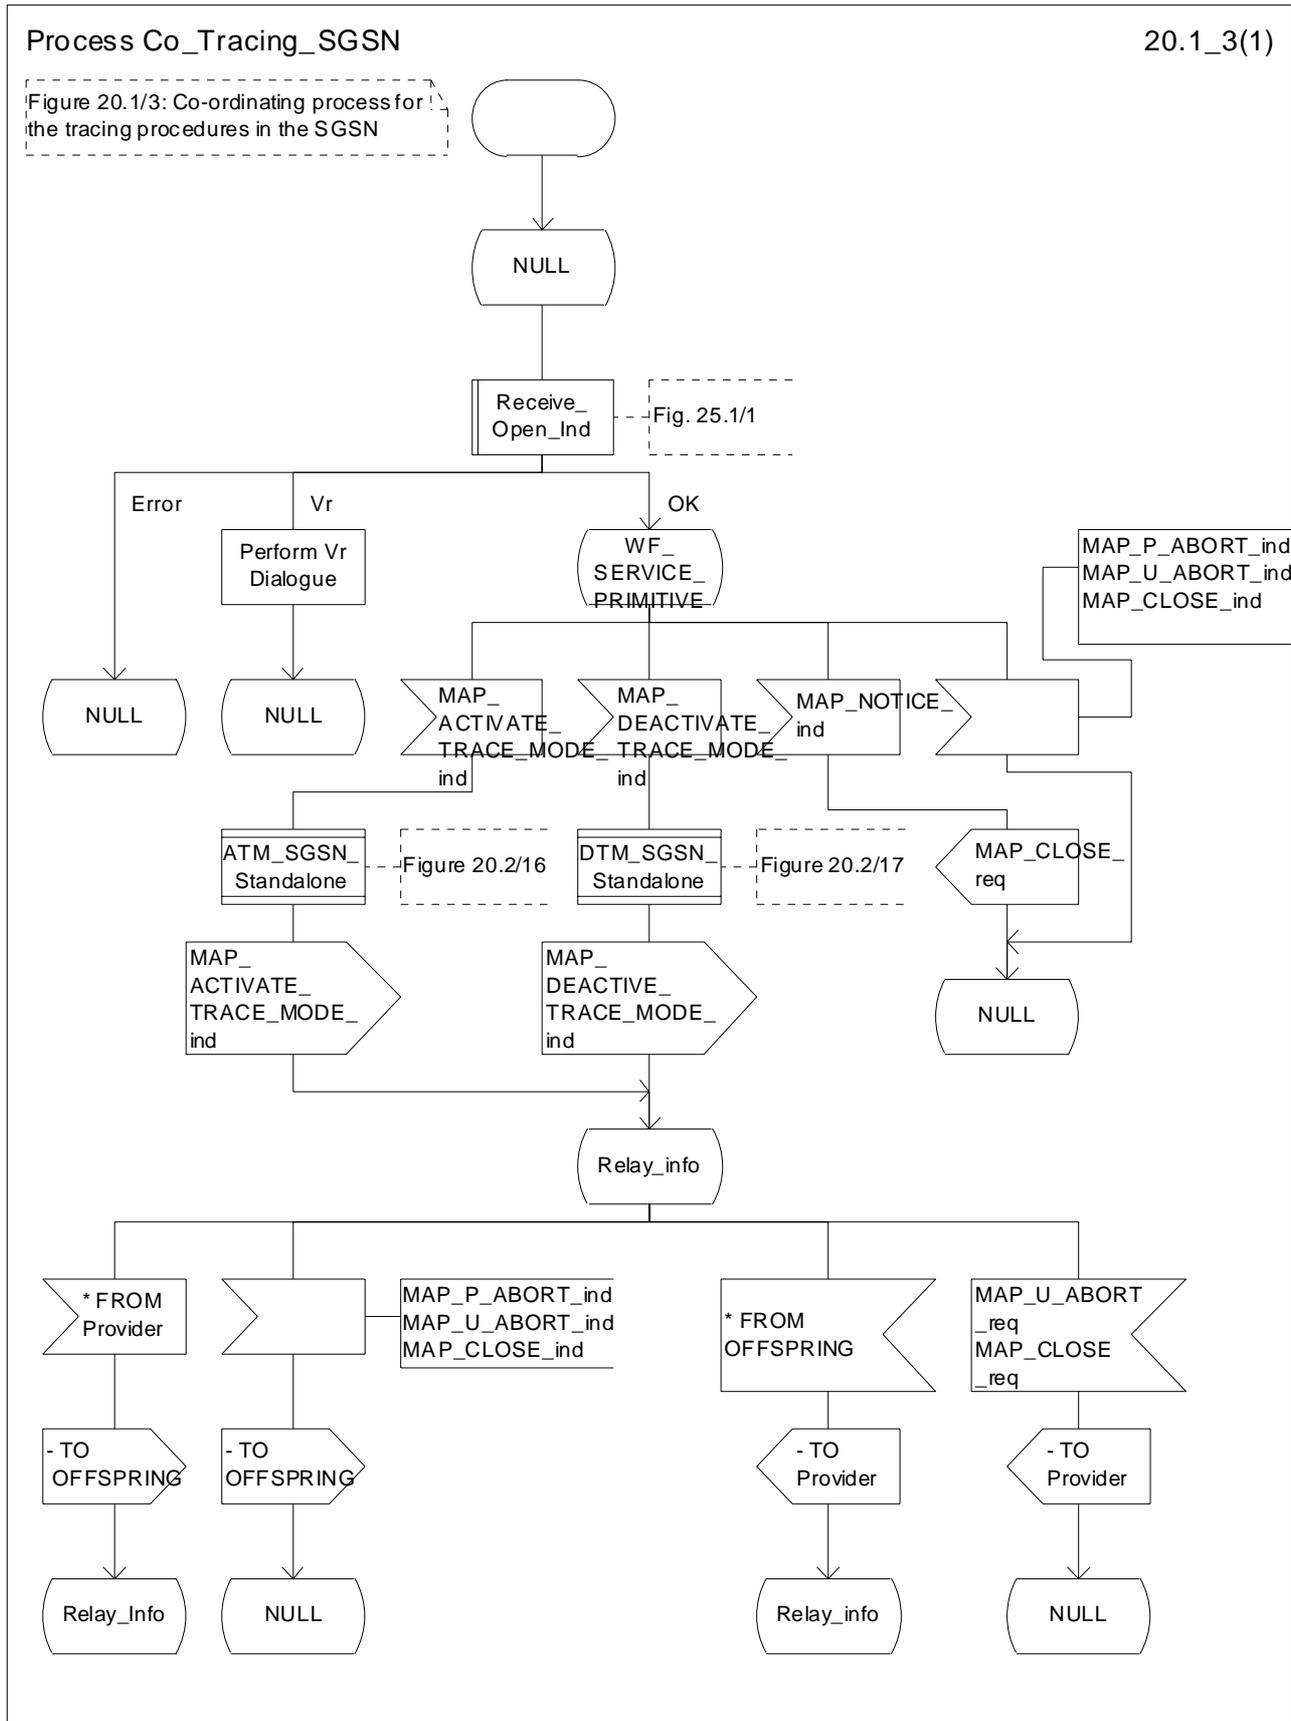 Process Co_Tracing_SGSN
20.1_3(1)
Figure 20.1/3: Co-ordinating process for
the tracing procedures in the SGSN
NULL
Receive_
Open_Ind
Fig. 25.1/1
Error
Vr
OK
Perform Vr
Dialogue
WF_
SERVICE_
PRIMITIVE
MAP_P_ABORT_ind
MAP_U_ABORT_ind
MAP_CLOSE_ind
NULL
NULL
MAP_
ACTIVATE_
TRACE_MODE_
ind
MAP_
DEACTIVATE_
TRACE_MODE_
ind
MAP_NOTICE_
ind
ATM_SGSN_
Standalone
Figure 20.2/16
DTM_SGSN_
Standalone
Figure 20.2/17
MAP_CLOSE_
req
MAP_
ACTIVATE_
TRACE_MODE_
ind
MAP_
DEACTIVE_
TRACE_MODE_
ind
NULL
Relay_info
* FROM
Provider
MAP_P_ABORT_ind
MAP_U_ABORT_ind
MAP_CLOSE_ind
* FROM
OFFSPRING
MAP_U_ABORT
_req
MAP_CLOSE
_req
- TO
OFFSPRING
- TO
OFFSPRING
- TO
Provider
- TO
Provider
Relay_Info
NULL
Relay_info
NULL